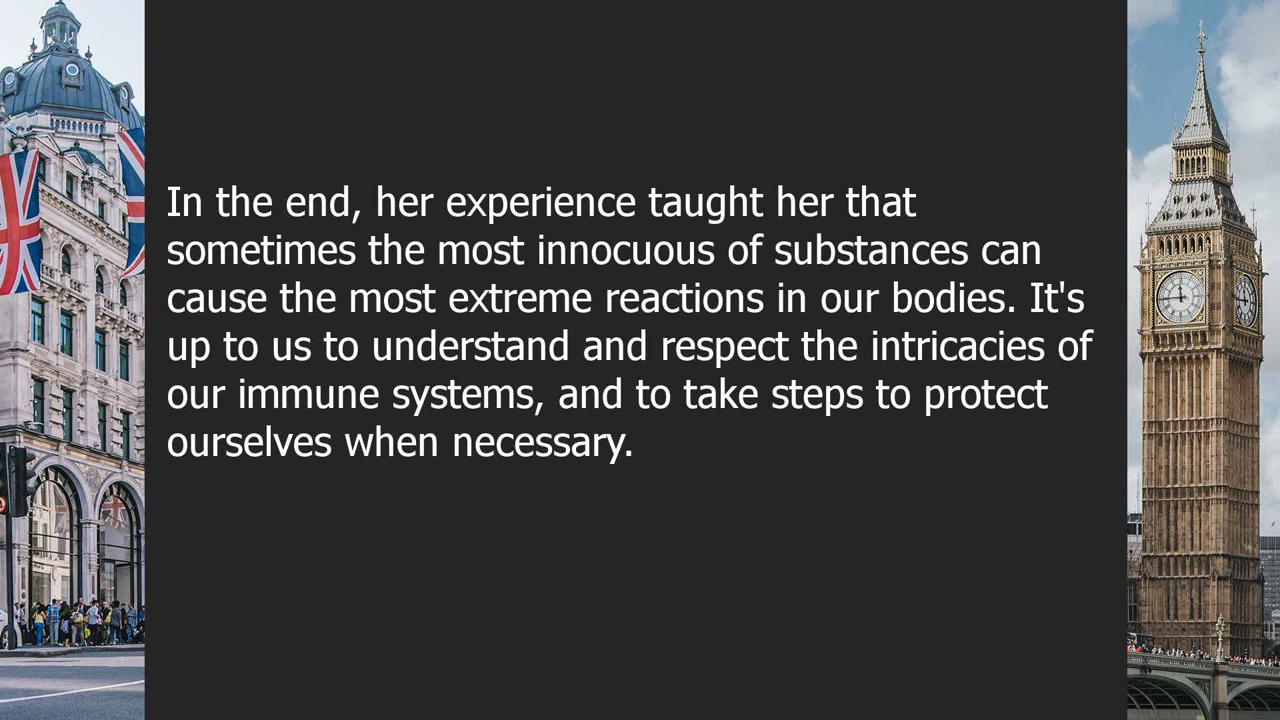 In the end, her experience taught her that
sometimes the most innocuous of substances can
cause the most extreme reactions in our bodies. It's
up to us to understand and respect the intricacies of
our immune systems, and to take steps to protect
ourselves when necessary.